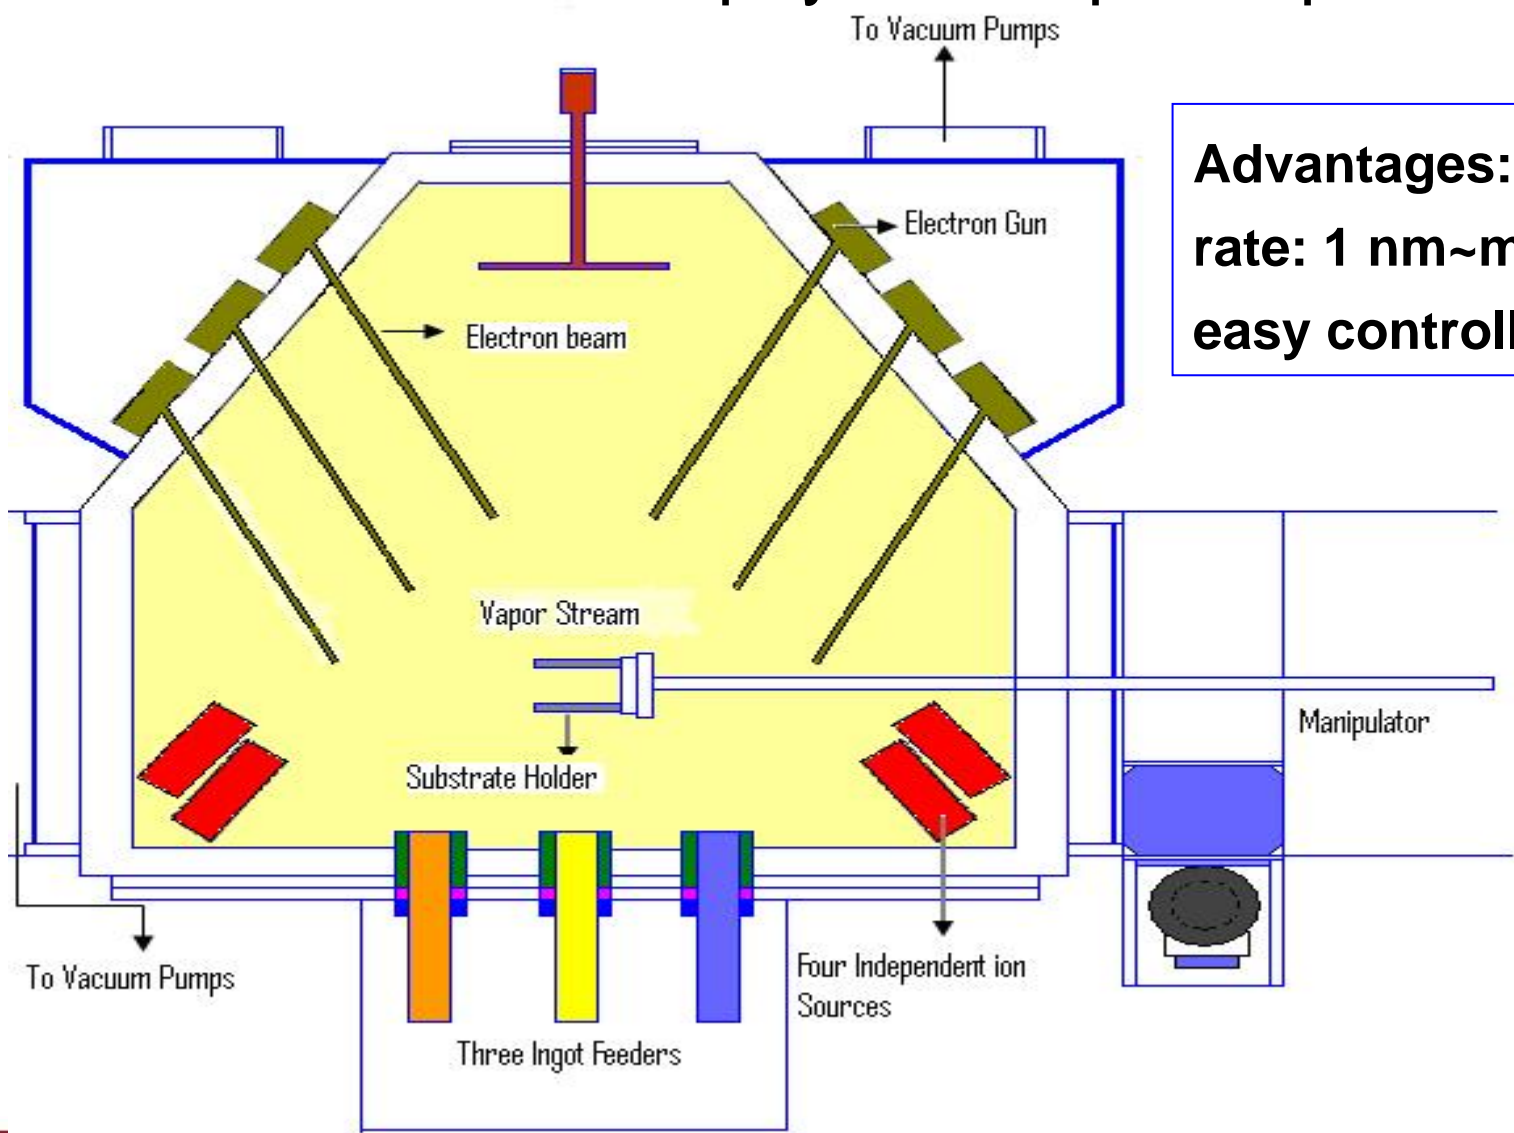 To Vacuum Pumps
Advantages:
rate: 1 nm~m
easy controll
Electron Gun
Electron beam
Vapor Stream
Manipulator
Substrate Holder
To Vacuum Pumps
Four Independent ion
Sources
Three Ingot Feeders